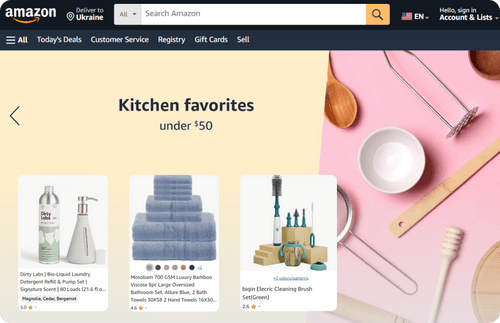 amazon
Deliver to
Ukraine
All
Search Amazon
EN
Hello, sign in
Account & Lists
All
Today's Deals
Customer Service
Registry
Gift Cards
Sell
Kitchen favorites
under $50
Dirty
Labs
Dirty Labs | Bio-Liquid Laundry
Detergent Refill & Pump Set |
Signature Scent | 80 Loads (21.6 fl o...
Magnolia, Cedar, Bergamot
5.0
Mosobam 700 GSM Luxury Bamboo
Viscose 8pc Large Oversized
Bathroom Set, Allure Blue, 2 Bath
Towels 30X58 2 Hand Towels 16X30...
4.6
+2 colors/patterns
biqin Elecric Cleaning Brush
Set(Green)
2.6